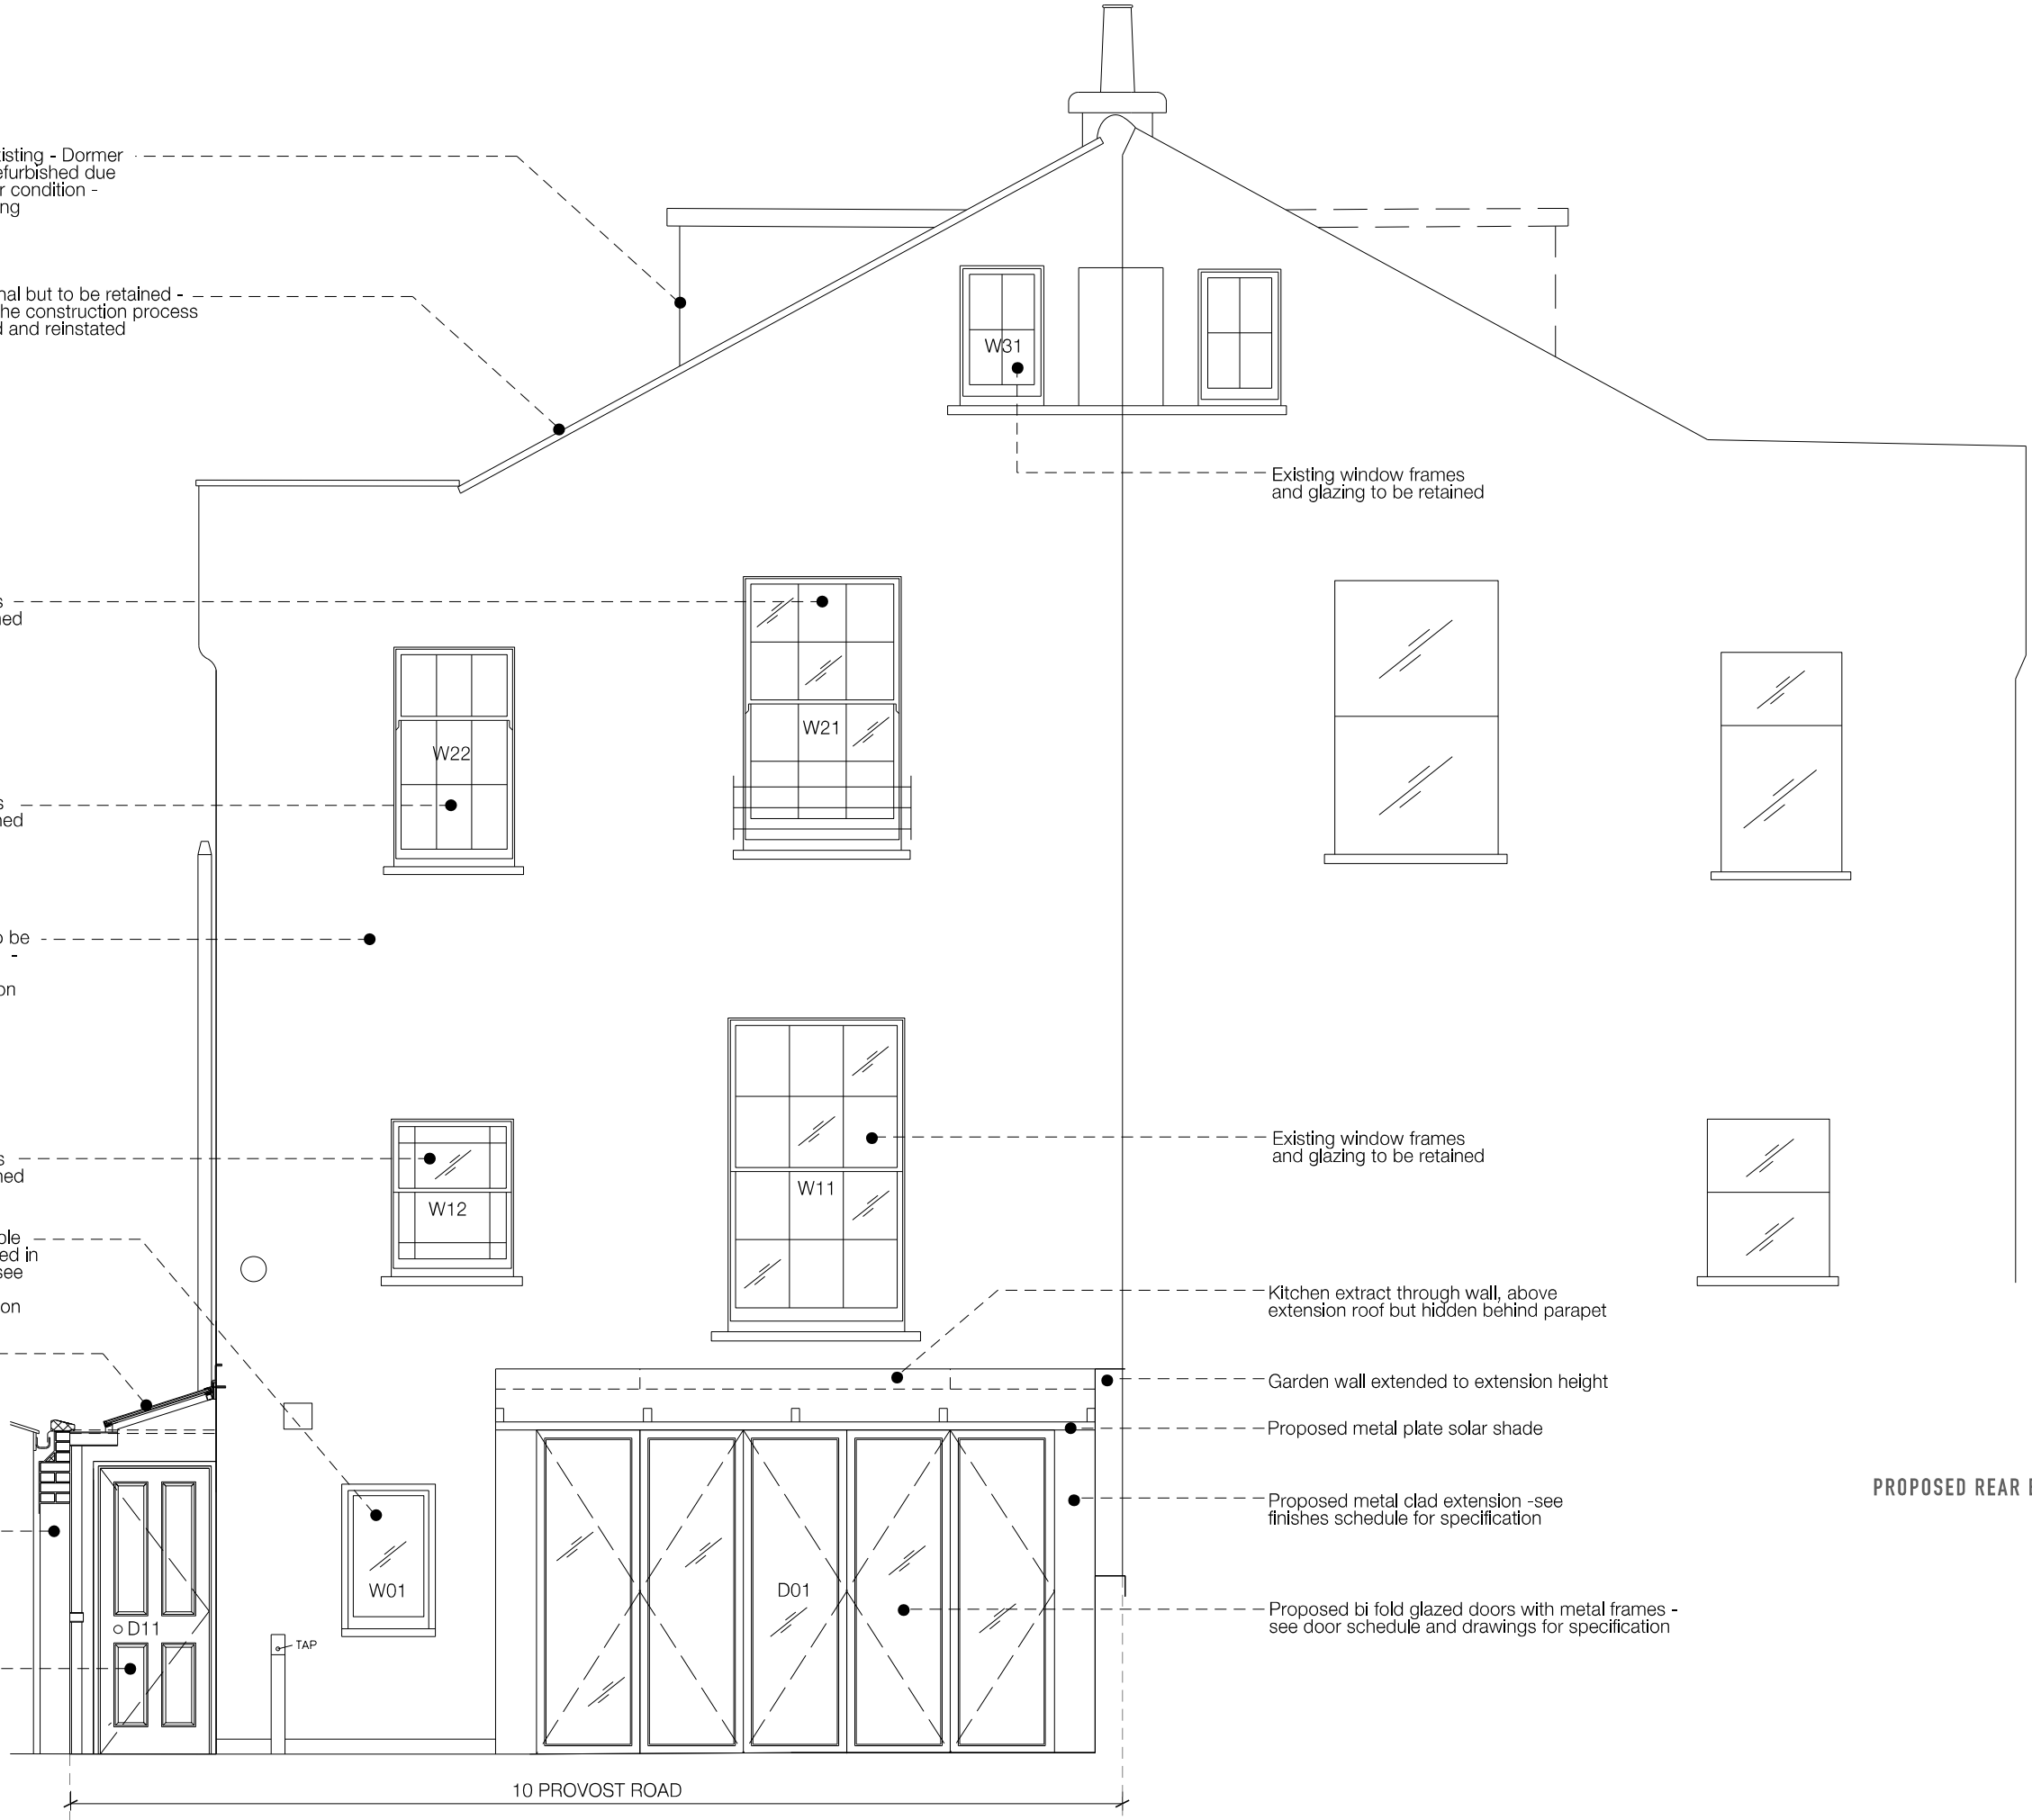 isting - Dormer
efurbished due
r condition -
ng
nal but to be retained -
he construction process
d and reinstated
W31
Existing window frames
and glazing to be retained
s
ned
W21
W22
s
ned
o be
-
on
Existing window frames
and glazing to be retained
s
ned
W11
W12
ble
ed in
see
on
Kitchen extract through wall, above
extension roof but hidden behind parapet
Garden wall extended to extension height
Proposed metal plate solar shade
PROPOSED REAR E
Proposed metal clad extension -see
finishes schedule for specification
W01
D01
Proposed bi fold glazed doors with metal frames -
see door schedule and drawings for specification
D11
TAP
10 PROVOST ROAD